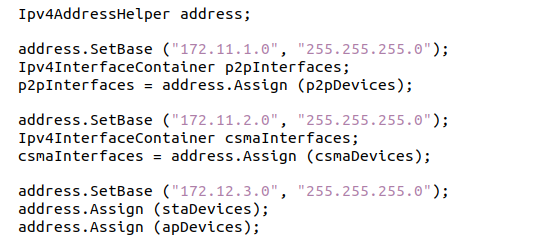 Ipv4AddressHelper address;
address.SetBase ("172.11.1.0", "255.255.255.0");
Ipv4InterfaceContainer p2pInterfaces;
p2pInterfaces = address.Assign (p2pDevices);
address.SetBase ("172.11.2.0", "255.255.255.0");
Ipv4InterfaceContainer csmaInterfaces;
csmaInterfaces = address.Assign (csmaDevices);
address.SetBase ("172.12.3.0", "255.255.255.0");
address.Assign (staDevices);
address.Assign (apDevices);